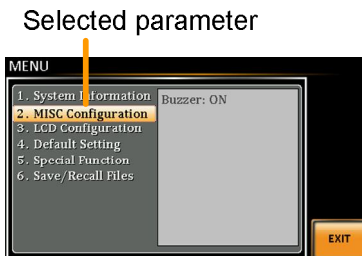 Selected parameter
MENU
1. System Information
2. MISC Configuration
3. LCD Configuration
4. Default Setting
5. Special Function
6. Save/Recall Files
Buzzer: ON
EXIT